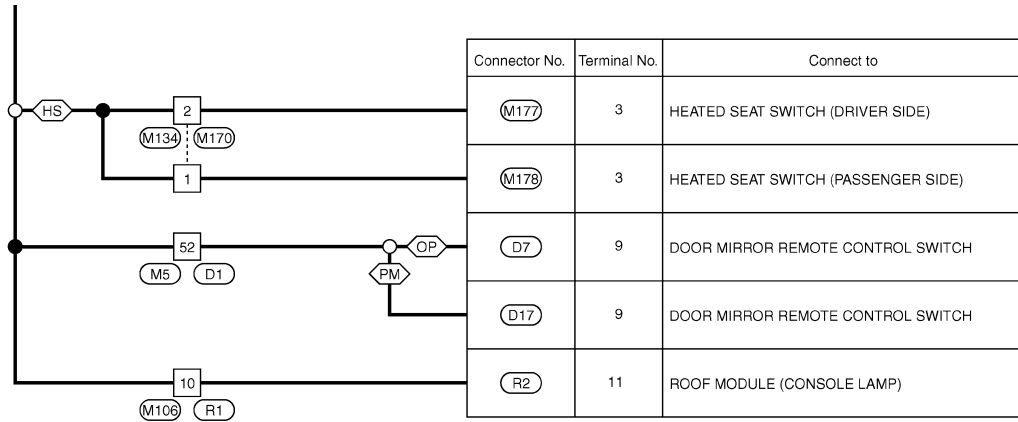 Connector No. Terminal No. Connect to
HS 2 M177 3 HEATED SEAT SWITCH (DRIVER SIDE)
M134 M170
1 M178 3 HEATED SEAT SWITCH (PASSENGER SIDE)
52 OP D7 9 DOOR MIRROR REMOTE CONTROL SWITCH
M5 D1 PM
D17 9 DOOR MIRROR REMOTE CONTROL SWITCH
10 R2 11 ROOF MODULE (CONSOLE LAMP)
M106 R1